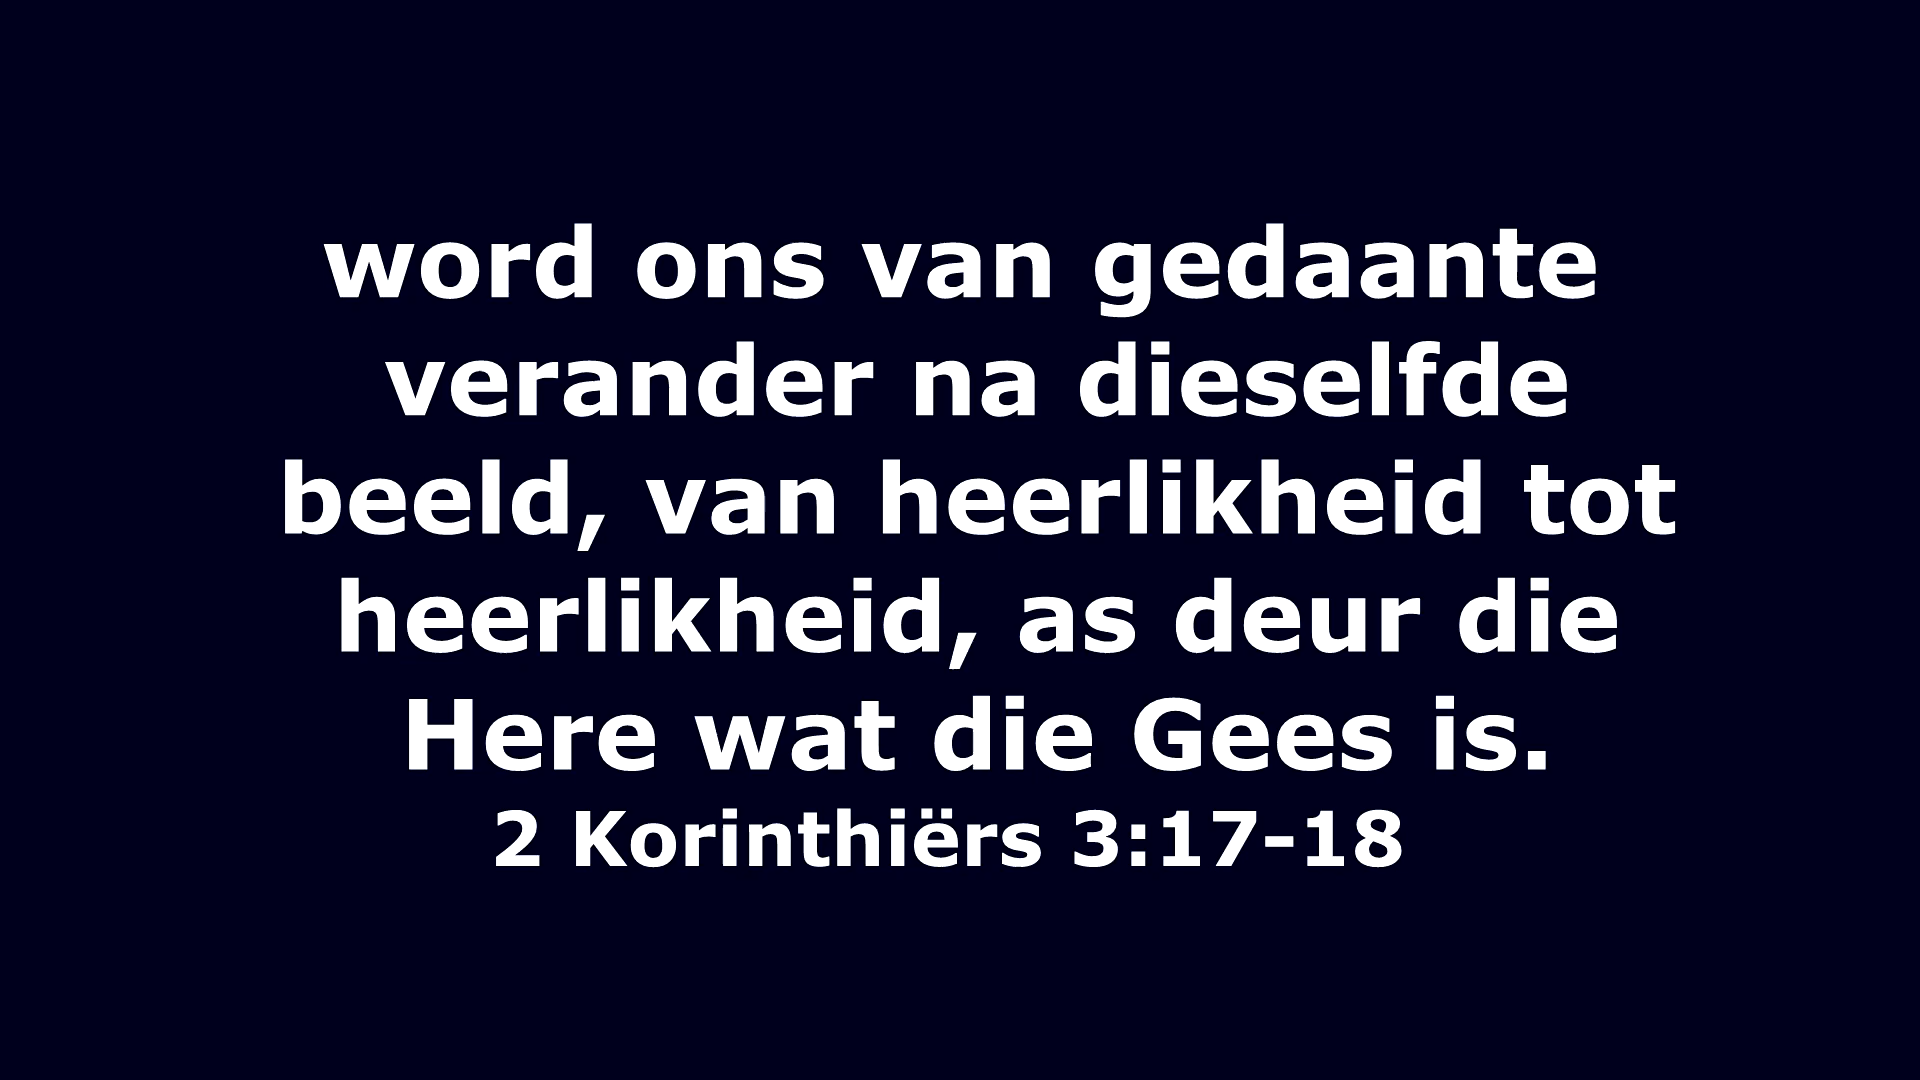 word ons van gedaante
verander na dieselfde
beeld, van heerlikheid tot
heerlikheid, as deur die
Here wat die Gees is.
2 Korinthiërs 3:17-18